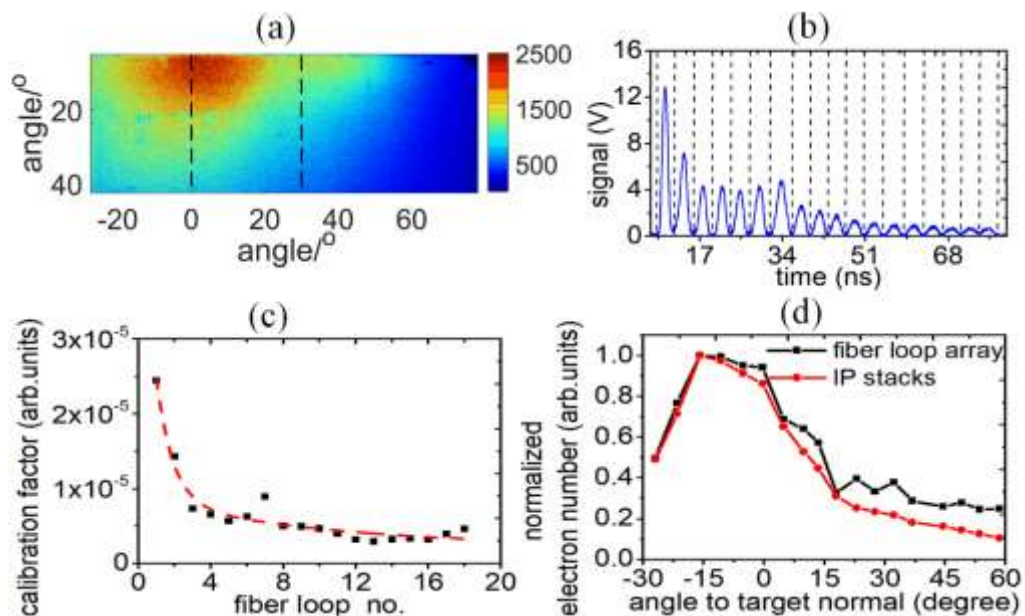 (a)
angle/°
20
40
-20 0 20 40 60
angle/°
2500
1500
500
(b)
signal (V)
16
12
8
4
0
17 34 51 68
time (ns)
(c)
calibration factor (arb.units)
3x10-5
2x10-5
1x10-5
0
0 4 8 12 16 20
fiber loop no.
(d)
normalized
electron number (arb.units)
1.0
0.8
0.6
0.4
0.2
0.0
-30 -15 0 15 30 45 60
angle to target normal (degree)
fiber loop array
IP stacks